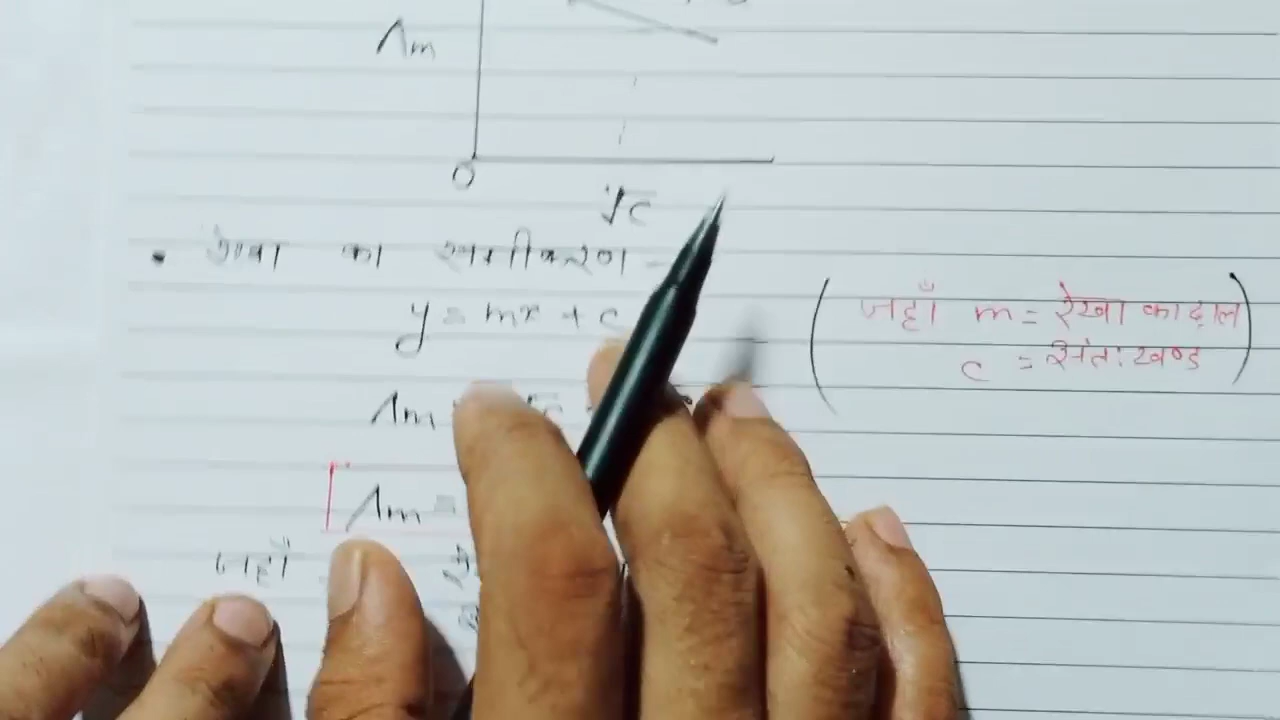 Λm
O
√c
• रेखा का समीकरण –
y = mx + c
(जहाँ m = रेखा का ढ़ाल
c = अंत:खण्ड)
Λm √c
Λm =
जहाँ